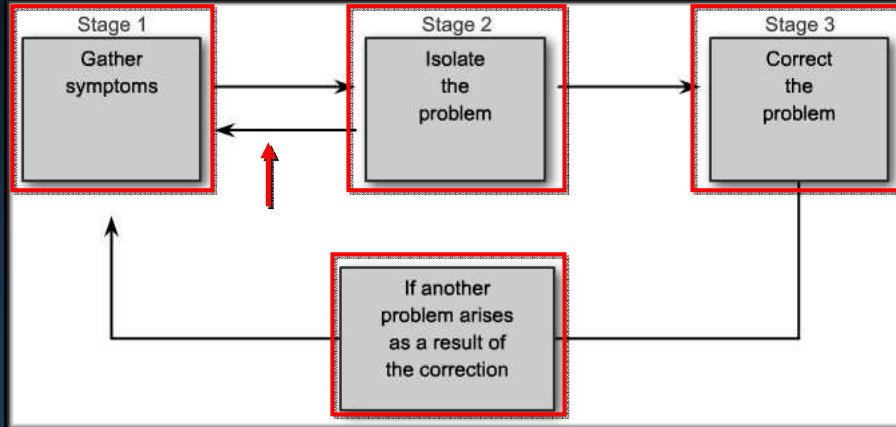 Stage 1
Gather
symptoms
Stage 2
Isolate
the
problem
Stage 3
Correct
the
problem
If another
problem arises
as a result of
the correction